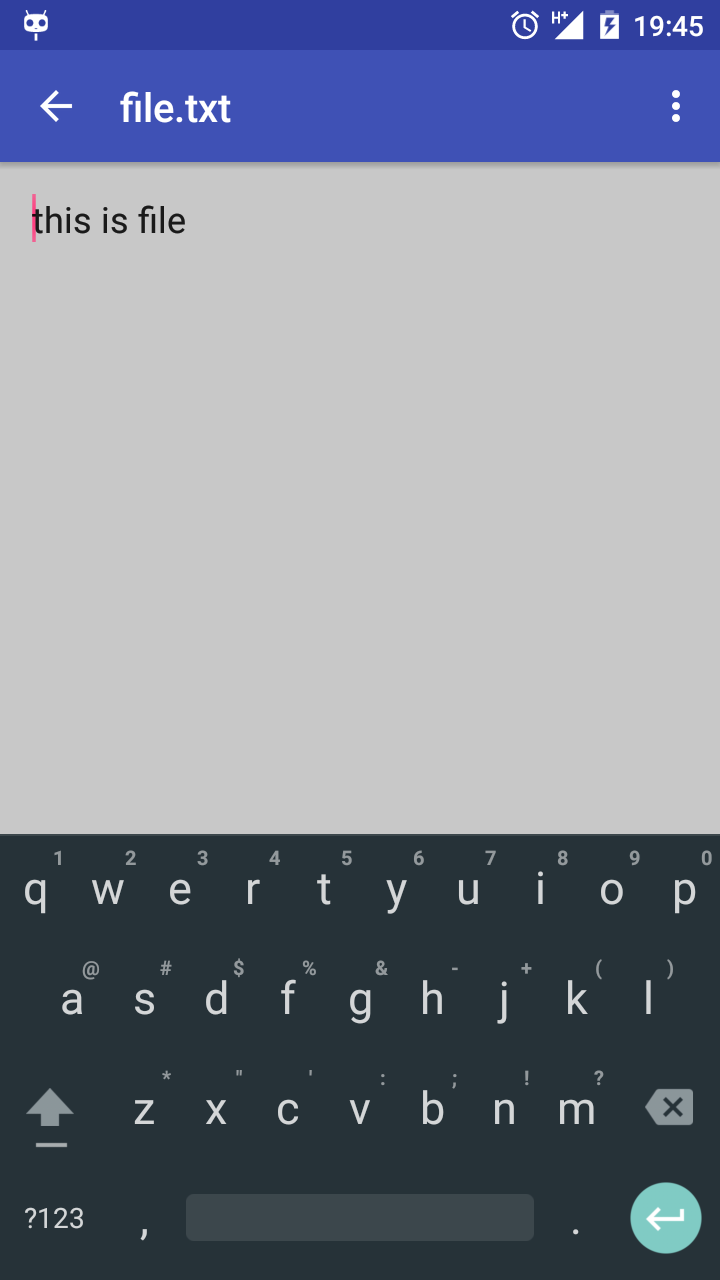 H+ 19:45
file.txt
this is file
1 2 3 4 5 6 7 8 9 0
q w e r t y u i o p
@ # $ % & - + ( )
a s d f g h j k l
* " ' : ; ! ?
z x c v b n m
?123 , .